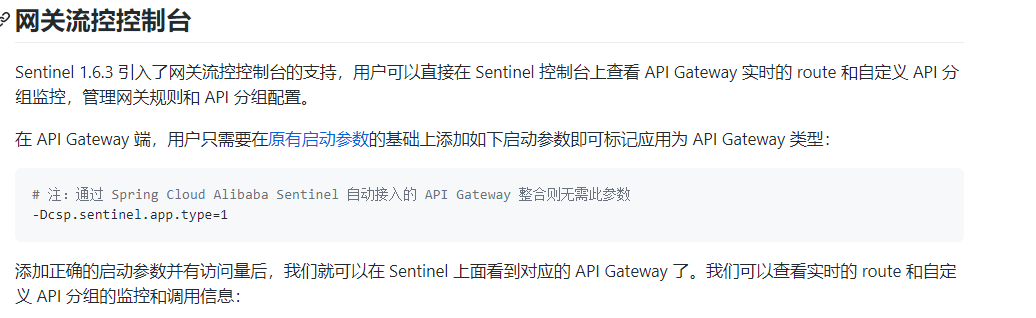 网关流控控制台
Sentinel 1.6.3 引入了网关流控控制台的支持，用户可以直接在 Sentinel 控制台上查看 API Gateway 实时的 route 和自定义 API 分
组监控，管理网关规则和 API 分组配置。
在 API Gateway 端，用户只需要在原有启动参数的基础上添加如下启动参数即可标记应用为 API Gateway 类型：
# 注：通过 Spring Cloud Alibaba Sentinel 自动接入的 API Gateway 整合则无需此参数
-Dcsp.sentinel.app.type=1
添加正确的启动参数并有访问量后，我们就可以在 Sentinel 上面看到对应的 API Gateway 了。我们可以查看实时的 route 和自定
义 API 分组的监控和调用信息：